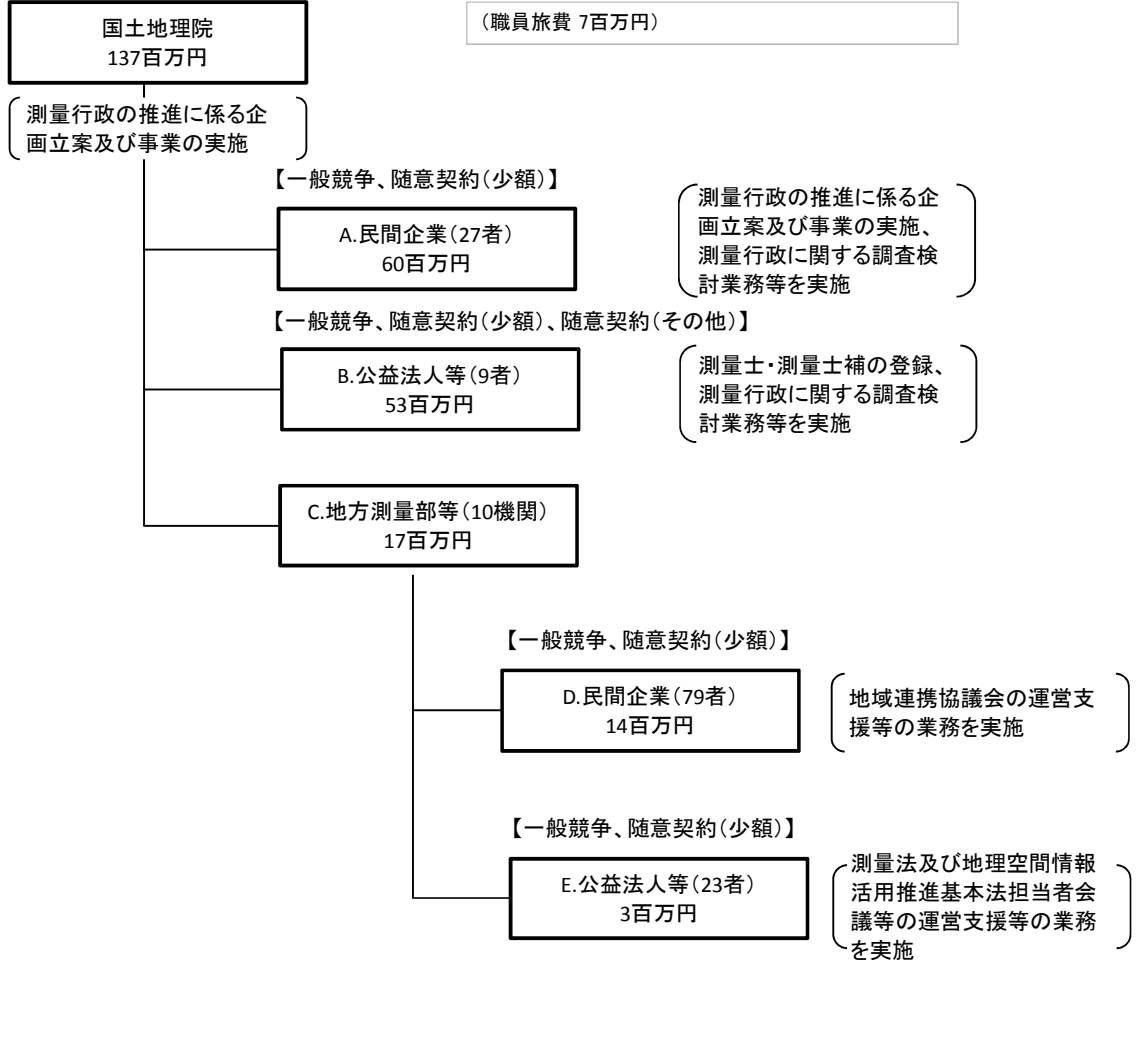 国土地理院
137百万円
(職員旅費 7百万円)
測量行政の推進に係る企
画立案及び事業の実施
【一般競争、随意契約(少額)】
A.民間企業(27者)
60百万円
測量行政の推進に係る企
画立案及び事業の実施、
測量行政に関する調査検
討業務等を実施
【一般競争、随意契約(少額)、随意契約(その他)】
B.公益法人等(9者)
53百万円
測量士・測量士補の登録、
測量行政に関する調査検
討業務等を実施
C.地方測量部等(10機関)
17百万円
【一般競争、随意契約(少額)】
D.民間企業(79者)
14百万円
地域連携協議会の運営支
援等の業務を実施
【一般競争、随意契約(少額)】
E.公益法人等(23者)
3百万円
測量法及び地理空間情報
活用推進基本法担当者会
議等の運営支援等の業務
を実施